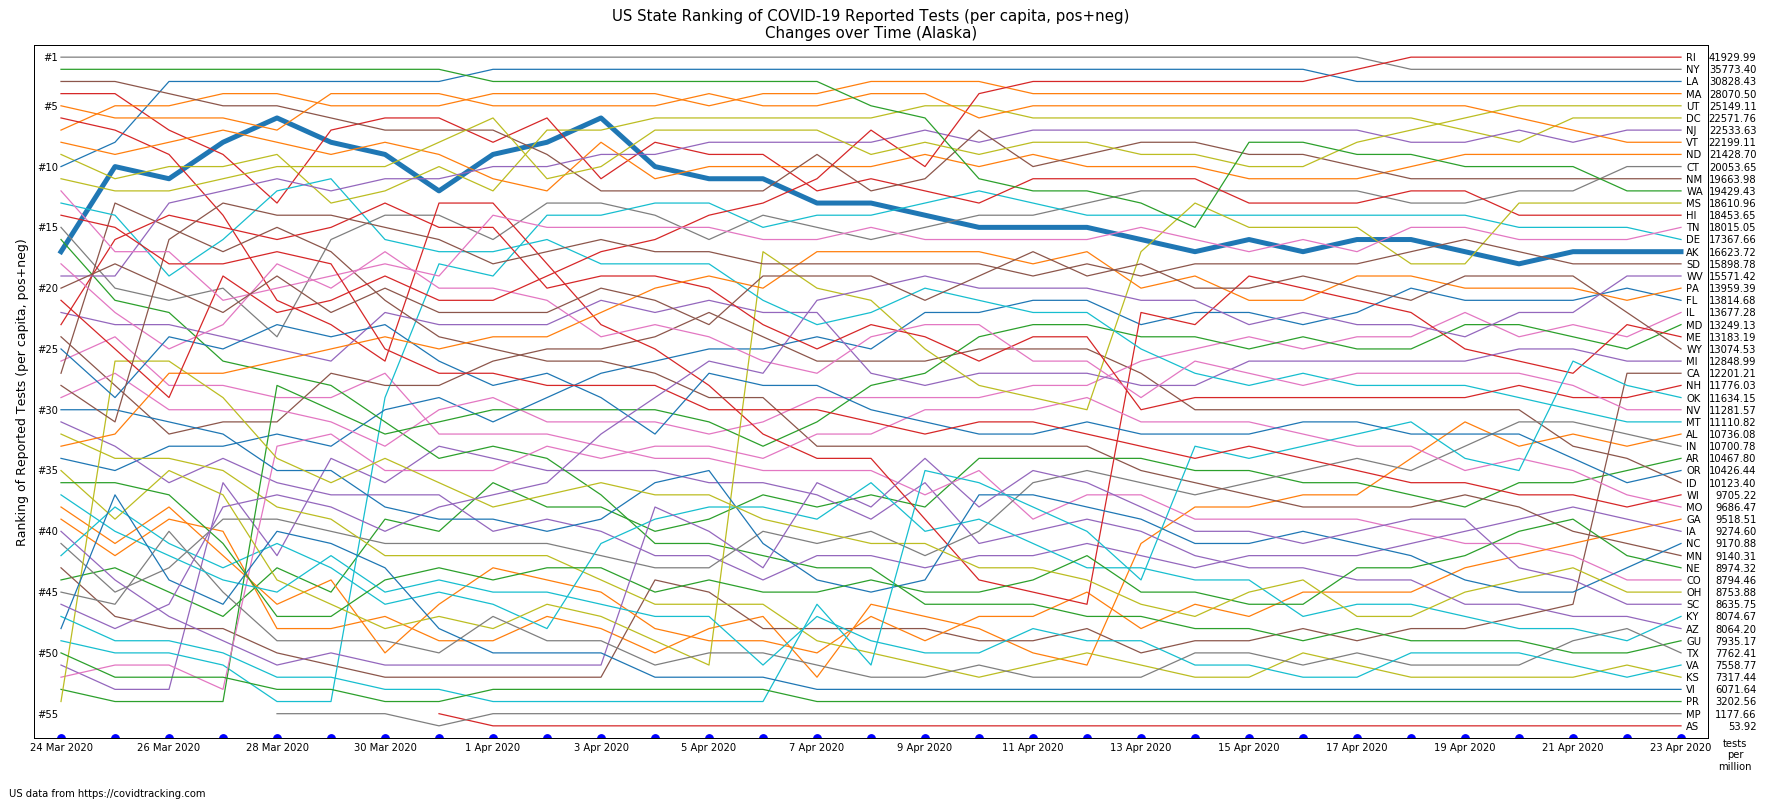 US State Ranking of COVID-19 Reported Tests (per capita, pos+neg)
Changes over Time (Alaska)
Ranking of Reported Tests (per capita, pos+neg)
#1
#5
#10
#15
#20
#25
#30
#35
#40
#45
#50
#55
RI 41929.99
NY 35773.40
LA 30828.43
MA 28070.50
UT 25149.11
DC 22571.76
NJ 22533.63
VT 22199.11
ND 21428.70
CT 20053.65
NM 19663.98
WA 19429.43
MS 18610.96
HI 18453.65
TN 18015.05
DE 17367.66
AK 16623.72
SD 15898.78
WV 15571.42
PA 13959.39
FL 13814.68
IL 13677.28
MD 13249.13
ME 13183.19
WY 13074.53
MI 12848.99
CA 12201.21
NH 11776.03
OK 11634.15
NV 11281.57
MT 11110.82
AL 10736.08
IN 10700.78
AR 10467.80
OR 10426.44
ID 10123.40
WI 9705.22
MO 9686.47
GA 9518.51
IA 9274.60
NC 9170.88
MN 9140.31
NE 8974.32
CO 8794.46
OH 8753.88
SC 8635.75
KY 8074.67
AZ 8064.20
GU 7935.17
TX 7762.41
VA 7558.77
KS 7317.44
VI 6071.64
PR 3202.56
MP 1177.66
AS 53.92
24 Mar 2020 26 Mar 2020 28 Mar 2020 30 Mar 2020 1 Apr 2020 3 Apr 2020 5 Apr 2020 7 Apr 2020 9 Apr 2020 11 Apr 2020 13 Apr 2020 15 Apr 2020 17 Apr 2020 19 Apr 2020 21 Apr 2020 23 Apr 2020
tests
per
million
US data from https://covidtracking.com